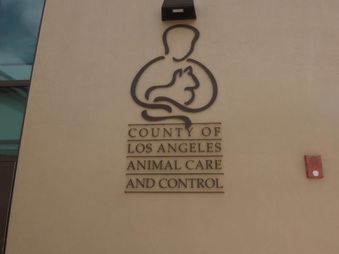 COUNTY OF
LOS ANGELES
ANIMAL CARE
AND CONTROL